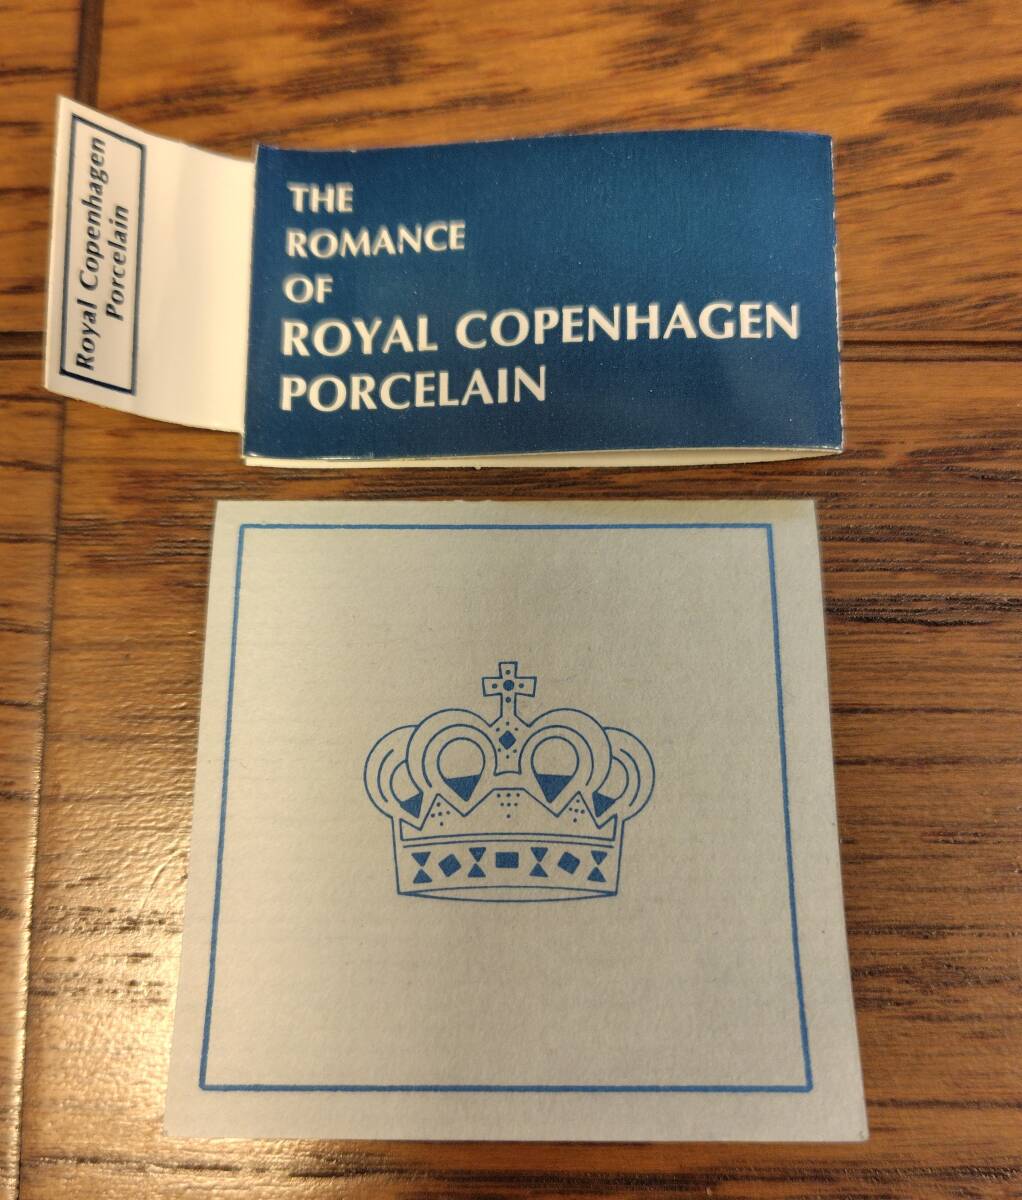 Royal Copenhagen
Porcelain
THE
ROMANCE
OF
ROYAL COPENHAGEN
PORCELAIN